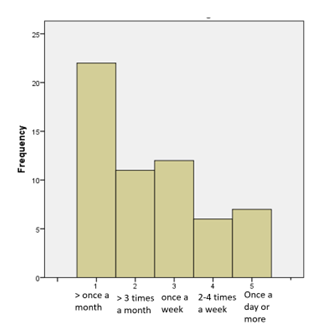 25
20
15
10
5
0
Frequency
1 2 3 4 5
> once a month
> 3 times a month
once a week
2-4 times a week
Once a day or more